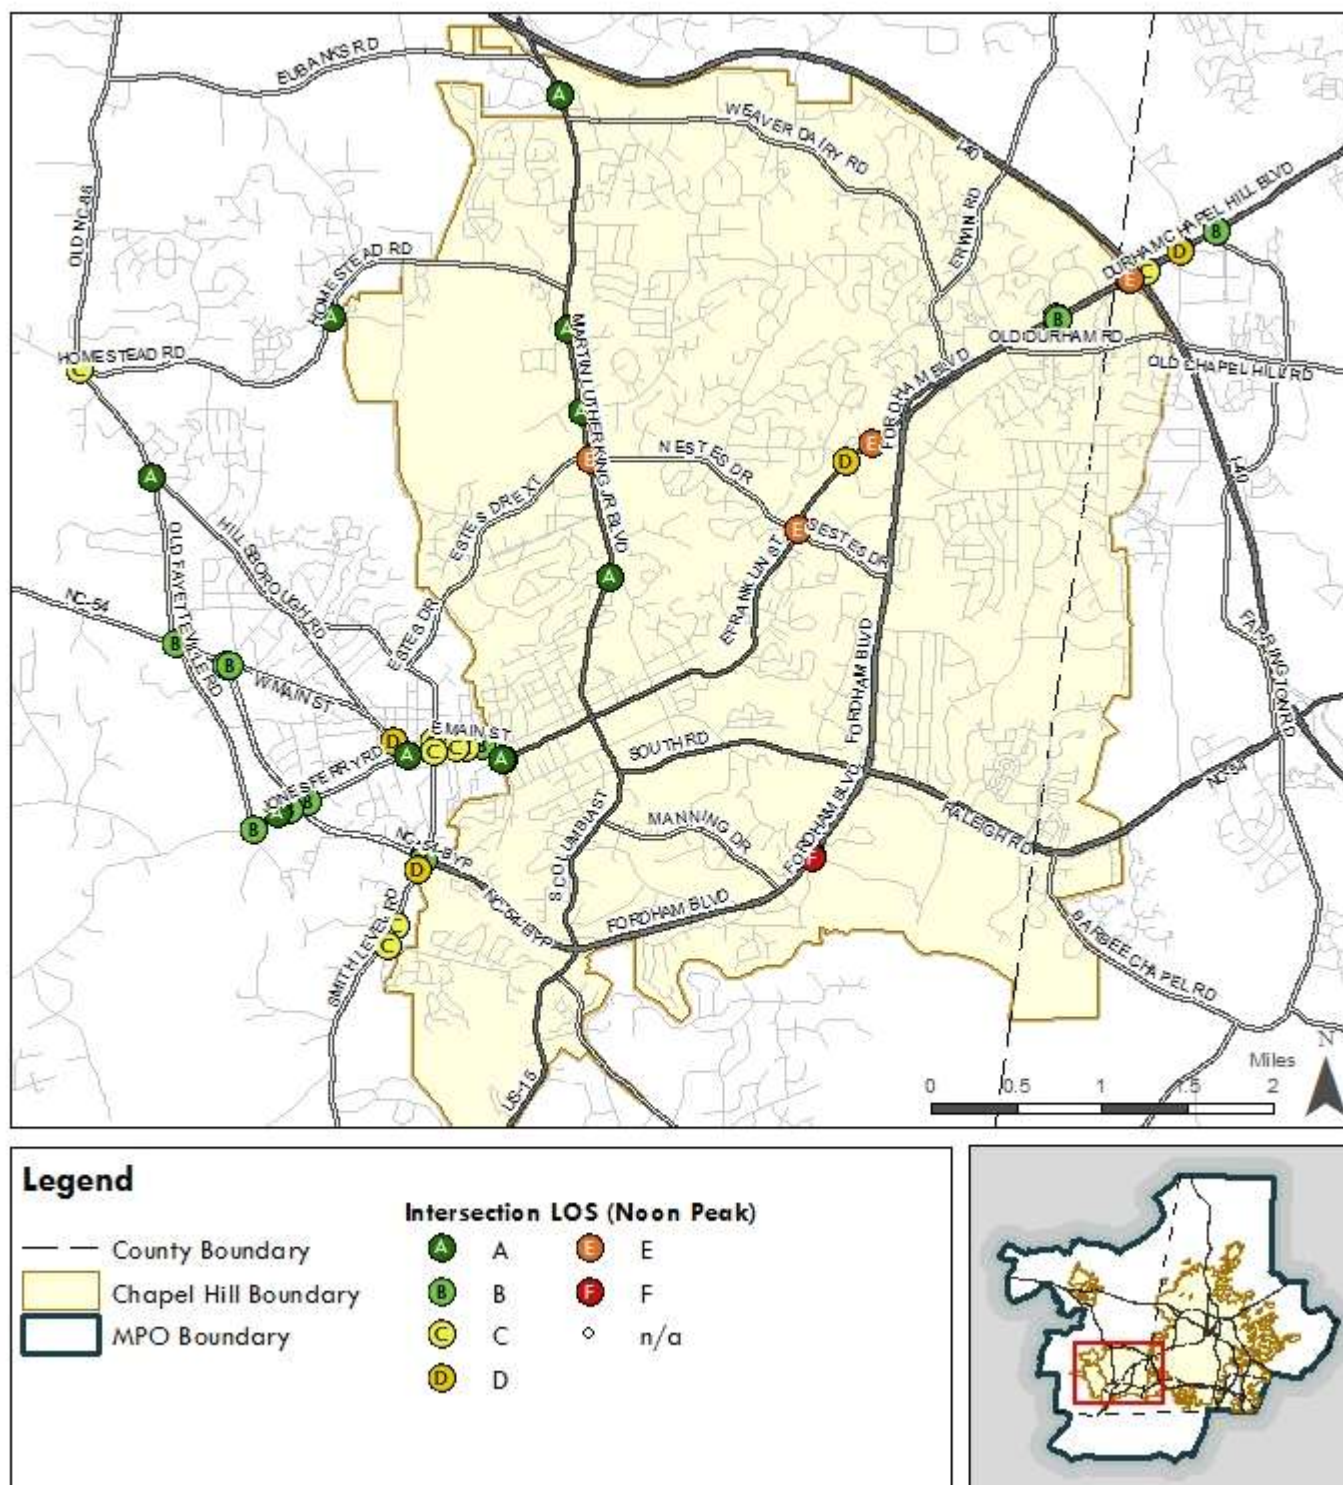 EUBANKS RD
A
WEAVER DAIRY RD
I-40
OLD NC-86
ERWIN RD
DURHAM CHAPEL HILL BLVD
B
D
C
E
HOMESTEAD RD
A
HOMESTEAD RD
C
A
MARTIN LUTHER KING JR BLVD
A
B
OLD DURHAM RD
OLD CHAPEL HILL RD
FORDHAM BLVD
E
D
E
N ESTES DR
ESTES DR EXT
A
I-40
OLD FAYETTEVILLE RD
HILLSBOROUGH RD
E
S ESTES DR
A
E FRANKLIN ST
NC-54
B
B
ESTES DR
W MAIN ST
FORDHAM BLVD
FARRINGTON RD
D
A
E MAIN ST
C
C
B
A
SOUTH RD
NC-54
JONES FERRY RD
B
A
B
MANNING DR
FORDHAM BLVD
RALEIGH RD
F
NC-54 BYP
D
S COLUMBIA ST
NC-54 BYP
FORDHAM BLVD
SMITH LEVEL RD
C
C
BARBEE CHAPEL RD
US-15
N
Miles
0 0.5 1 1.5 2
Legend
County Boundary
Chapel Hill Boundary
MPO Boundary
Intersection LOS (Noon Peak)
A A
B B
C C
D D
E E
F F
n/a